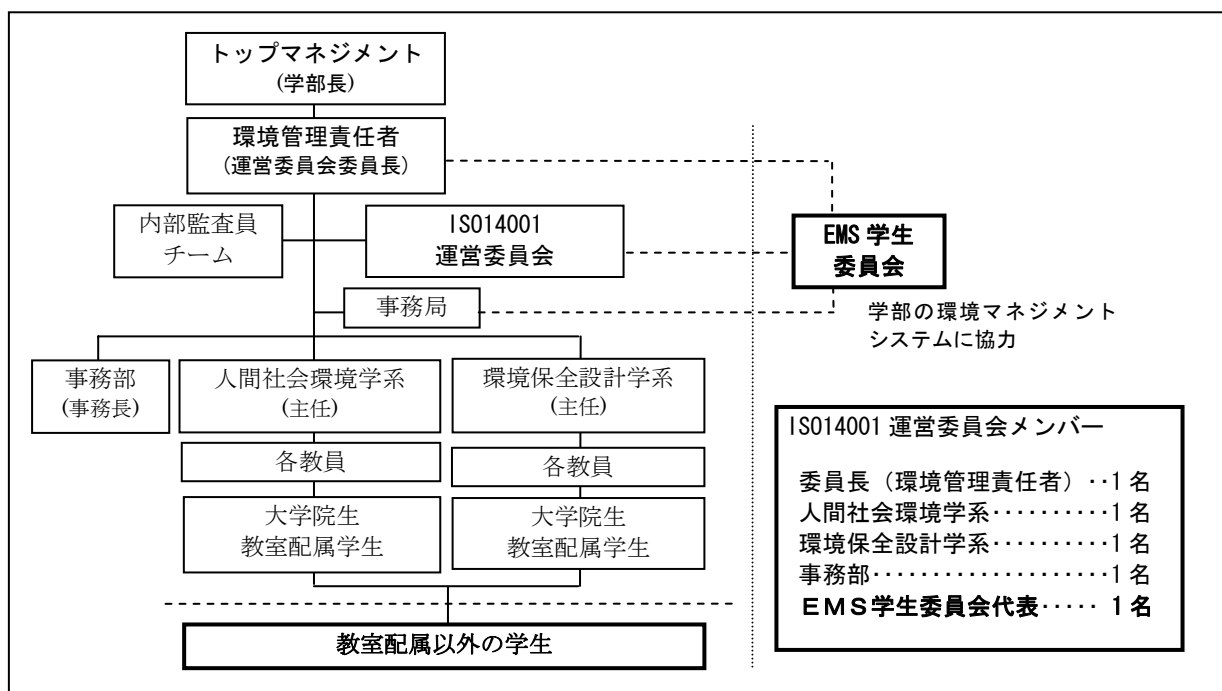 トップマネジメント
(学部長)
環境管理責任者
(運営委員会委員長)
内部監査員
チーム
ISO14001
運営委員会
EMS 学生
委員会
事務局
学部の環境マネジメント
システムに協力
事務部
(事務長)
人間社会環境学系
(主任)
環境保全設計学系
(主任)
各教員
各教員
大学院生
教室配属学生
大学院生
教室配属学生
教室配属以外の学生
ISO14001 運営委員会メンバー
委員長（環境管理責任者）‥1 名
人間社会環境学系‥‥‥‥‥1 名
環境保全設計学系‥‥‥‥‥1 名
事務部‥‥‥‥‥‥‥‥‥‥1 名
ＥＭＳ学生委員会代表‥‥・ 1 名